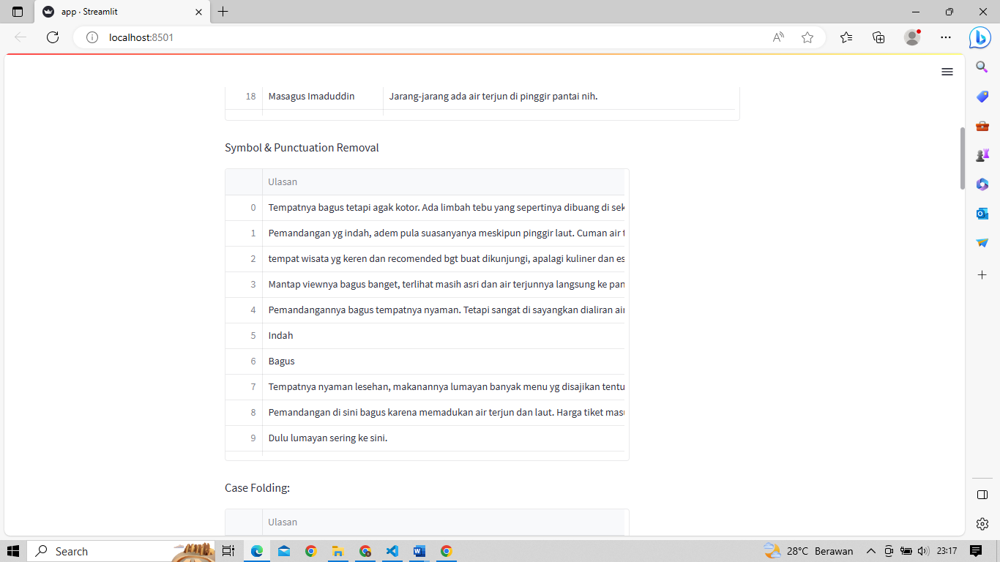 app · Streamlit
localhost:8501
18 Masagus Imaduddin Jarang-jarang ada air terjun di pinggir pantai nih.
Symbol & Punctuation Removal
Ulasan
0 Tempatnya bagus tetapi agak kotor. Ada limbah tebu yang sepertinya dibuang di sek
1 Pemandangan yg indah, adem pula suasanyanya meskipun pinggir laut. Cuman air t
2 tempat wisata yg keren dan recomended bgt buat dikunjungi, apalagi kuliner dan es
3 Mantap viewnya bagus banget, terlihat masih asri dan air terjunnya langsung ke pan
4 Pemandangannya bagus tempatnya nyaman. Tetapi sangat di sayangkan dialiran air
5 Indah
6 Bagus
7 Tempatnya nyaman lesehan, makanannya lumayan banyak menu yg disajikan tentu
8 Pemandangan di sini bagus karena memadukan air terjun dan laut. Harga tiket mas
9 Dulu lumayan sering ke sini.
Case Folding:
Ulasan
Search
28°C Berawan
23:17